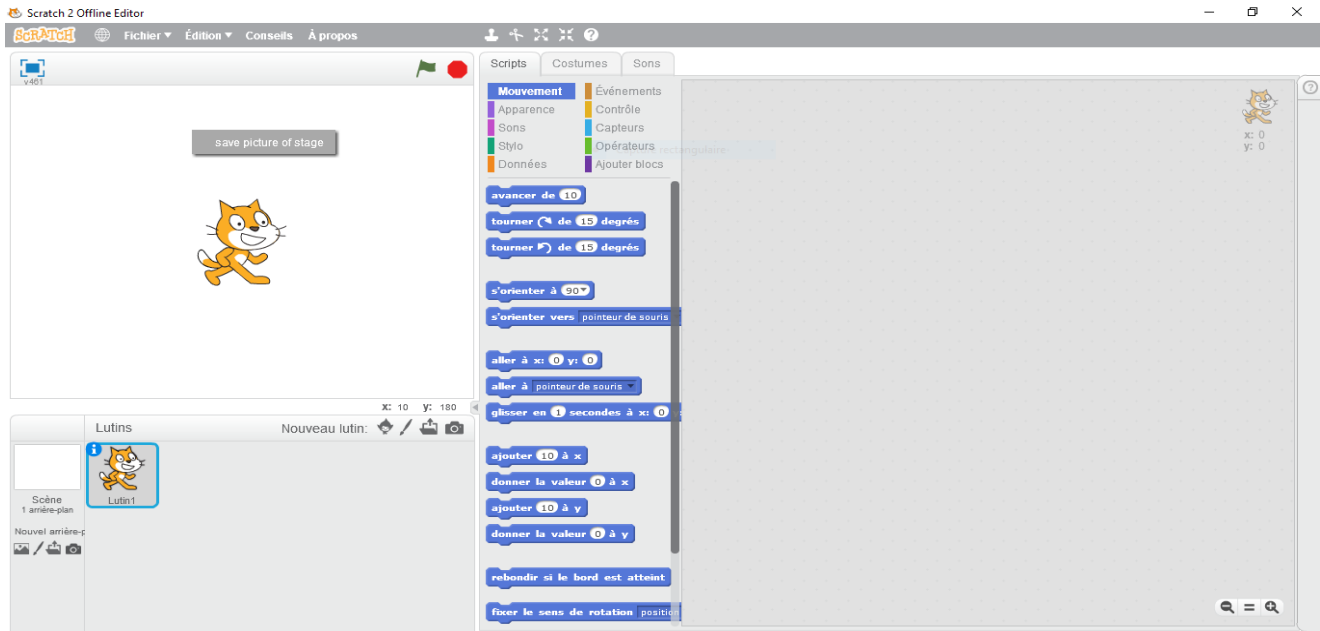 Scratch 2 Offline Editor
SCRATCH Fichier Édition Conseils À propos
v461
save picture of stage
x: 10 y: 180
Lutins
Nouveau lutin:
Scène
1 arrière-plan
Nouvel arrière-p
Lutin1
Scripts Costumes Sons
Mouvement Événements
Apparence Contrôle
Sons Capteurs
Stylo Opérateurs rectangulaire
Données Ajouter blocs
avancer de 10
tourner de 15 degrés
tourner de 15 degrés
s'orienter à 90
s'orienter vers pointeur de souris
aller à x: 0 y: 0
aller à pointeur de souris
glisser en 1 secondes à x: 0 y:
ajouter 10 à x
donner la valeur 0 à x
ajouter 10 à y
donner la valeur 0 à y
rebondir si le bord est atteint
fixer le sens de rotation position
x: 0
y: 0